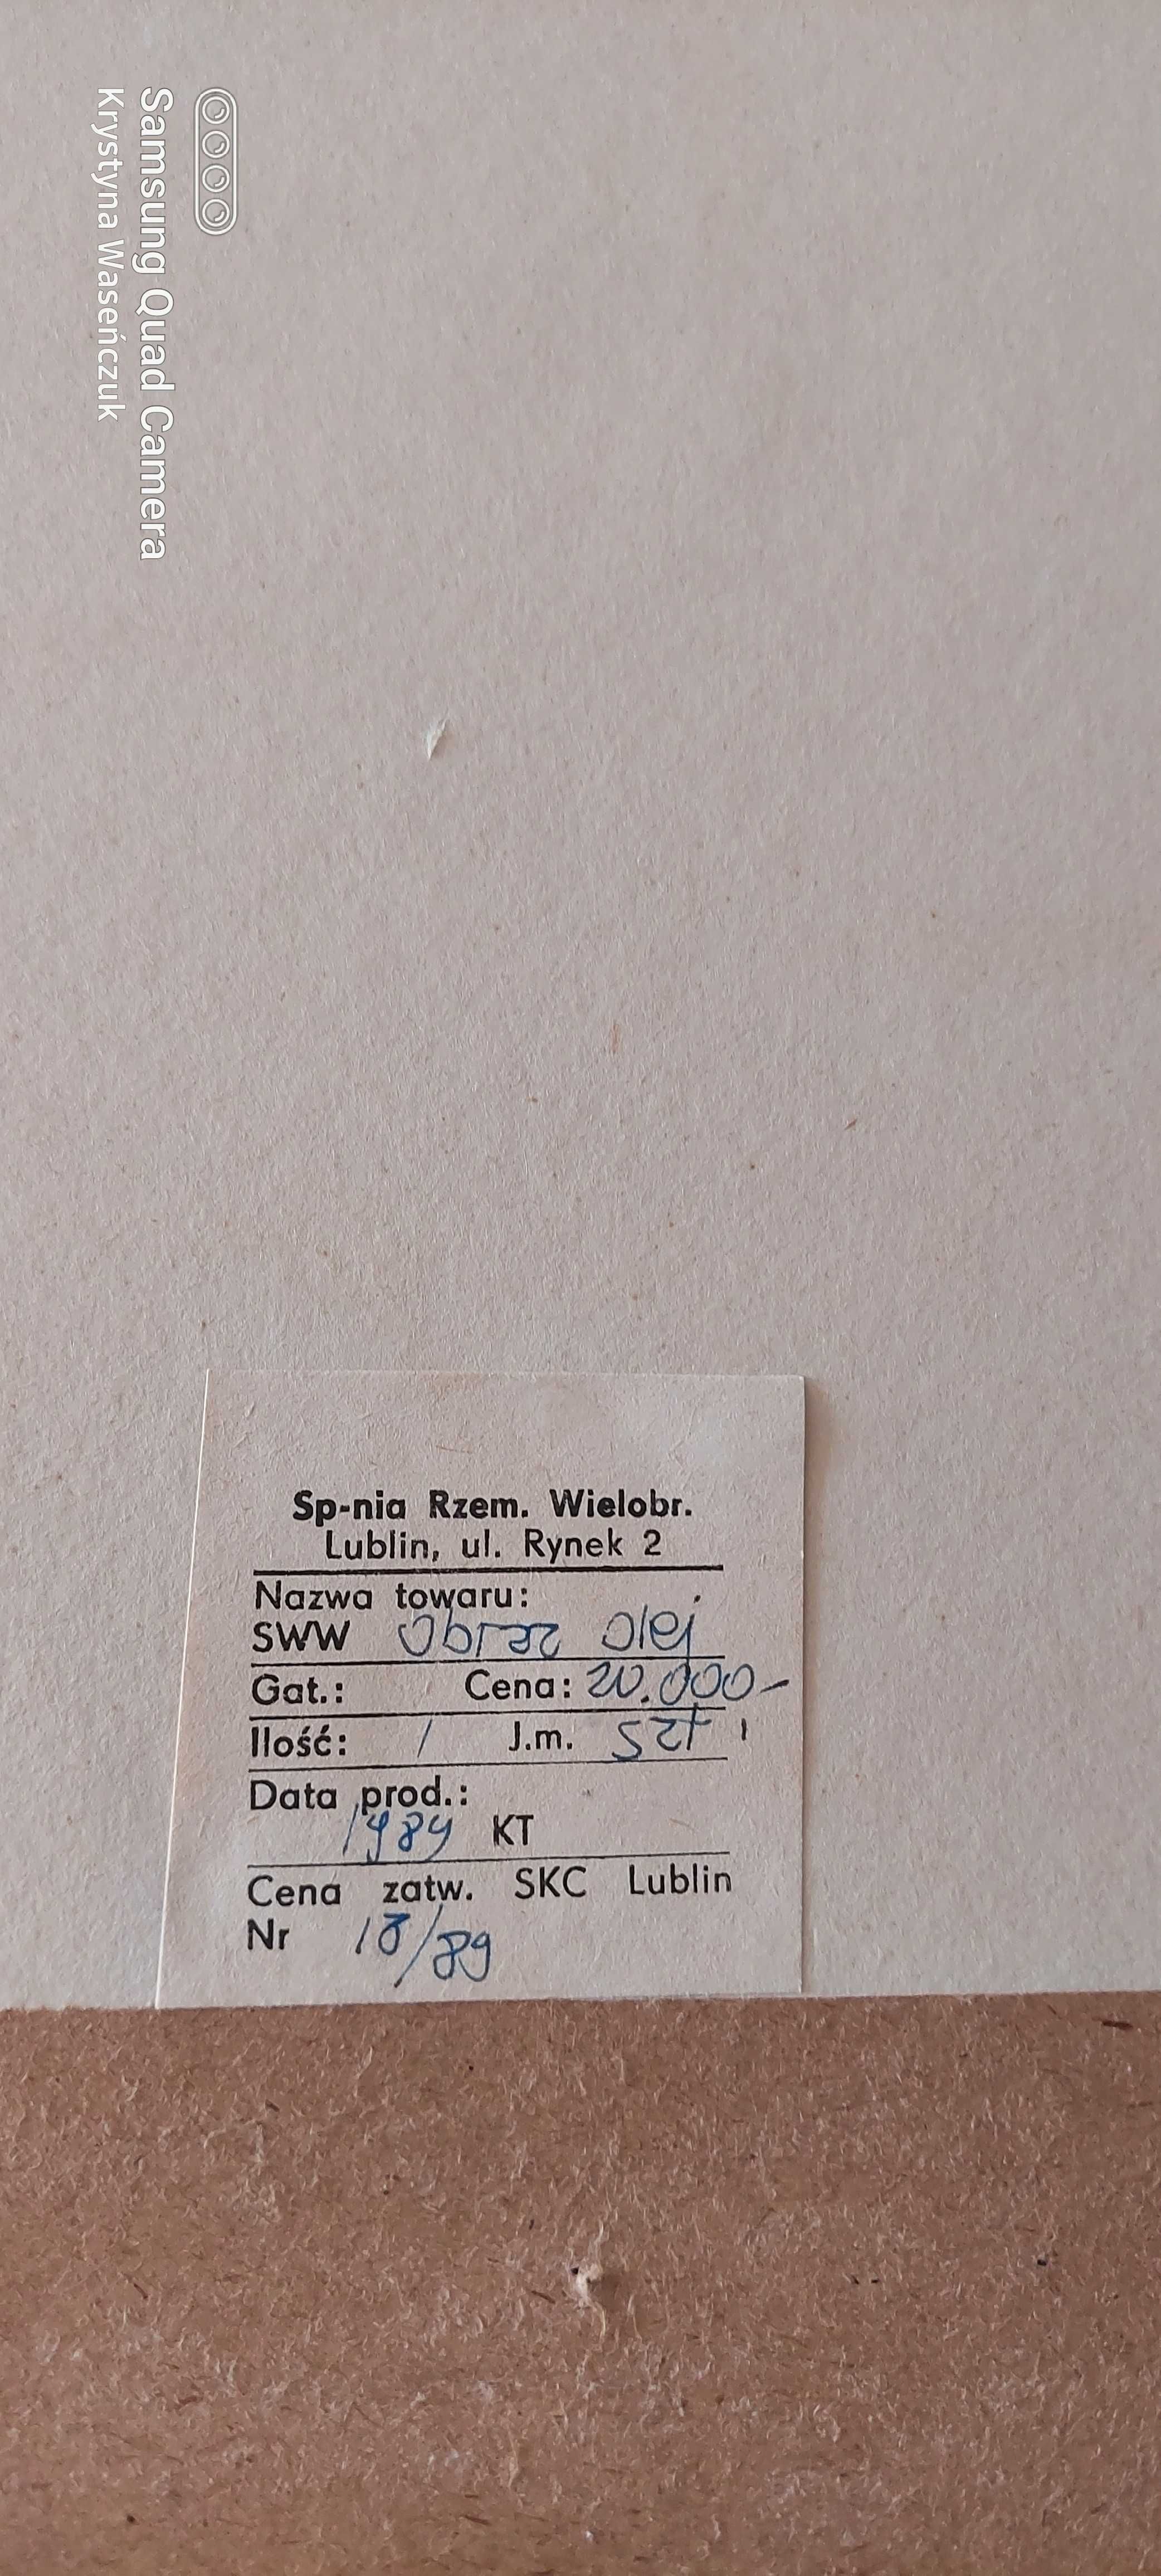 Samsung Quad Camera
Krystyna Waseńczuk
Sp-nia Rzem. Wielobr.
Lublin, ul. Rynek 2
Nazwa towaru:
SWW Obraz olej
Gat.: Cena: 20.000-
Ilość: 1 J.m. szt
Data prod.:
1989 KT
Cena zatw. SKC Lublin
Nr 18/89